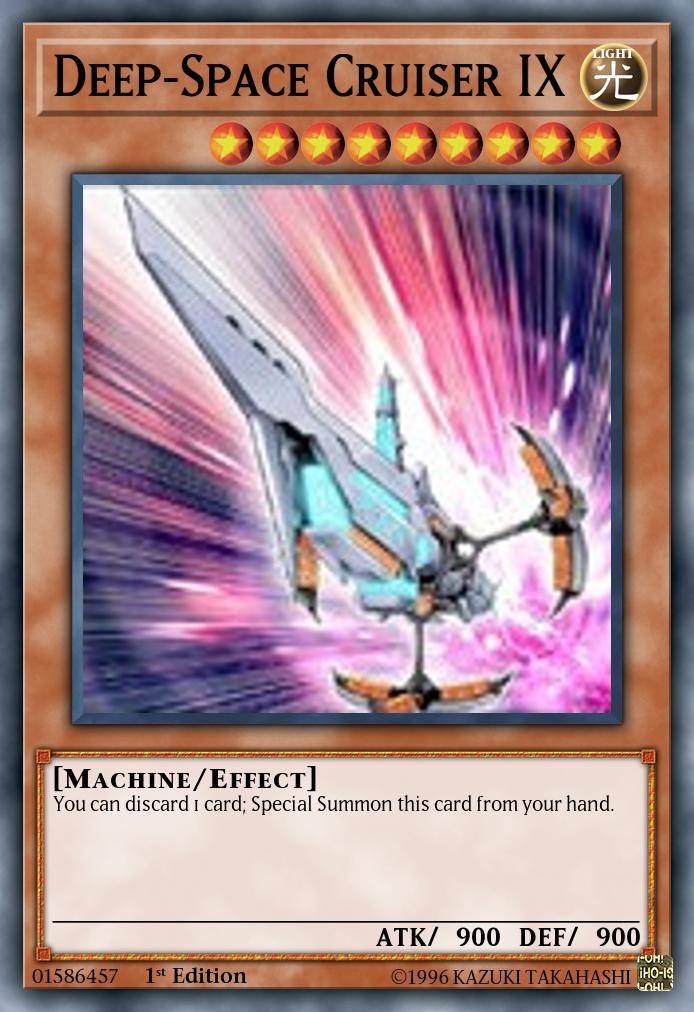 DEEP-SPACE CRUISER IX
LIGHT
光
[MACHINE/EFFECT]
You can discard 1 card; Special Summon this card from your hand.
ATK/ 900 DEF/ 900
01586457 1st Edition ©1996 KAZUKI TAKAHASHI